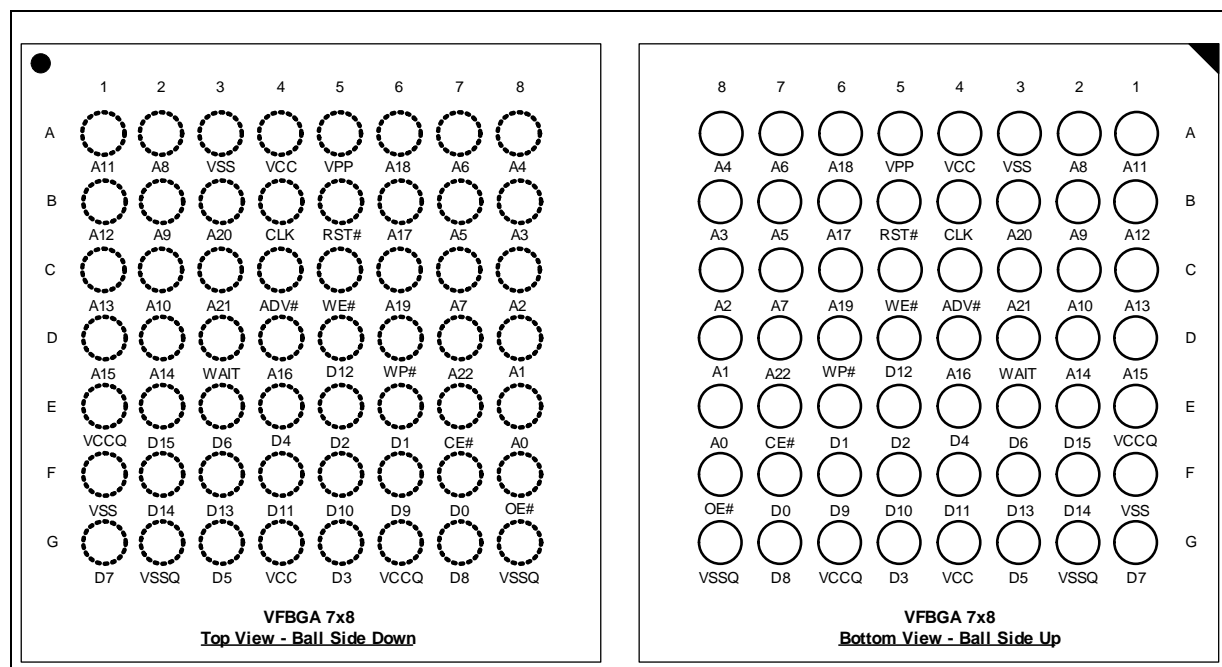 1 2 3 4 5 6 7 8
A
A11 A8 VSS VCC VPP A18 A6 A4
B
A12 A9 A20 CLK RST# A17 A5 A3
C
A13 A10 A21 ADV# WE# A19 A7 A2
D
A15 A14 WAIT A16 D12 WP# A22 A1
E
VCCQ D15 D6 D4 D2 D1 CE# A0
F
VSS D14 D13 D11 D10 D9 D0 OE#
G
D7 VSSQ D5 VCC D3 VCCQ D8 VSSQ
VFBGA 7x8
Top View - Ball Side Down
8 7 6 5 4 3 2 1
A
A4 A6 A18 VPP VCC VSS A8 A11
B
A3 A5 A17 RST# CLK A20 A9 A12
C
A2 A7 A19 WE# ADV# A21 A10 A13
D
A1 A22 WP# D12 A16 WAIT A14 A15
E
A0 CE# D1 D2 D4 D6 D15 VCCQ
F
OE# D0 D9 D10 D11 D13 D14 VSS
G
VSSQ D8 VCCQ D3 VCC D5 VSSQ D7
VFBGA 7x8
Bottom View - Ball Side Up